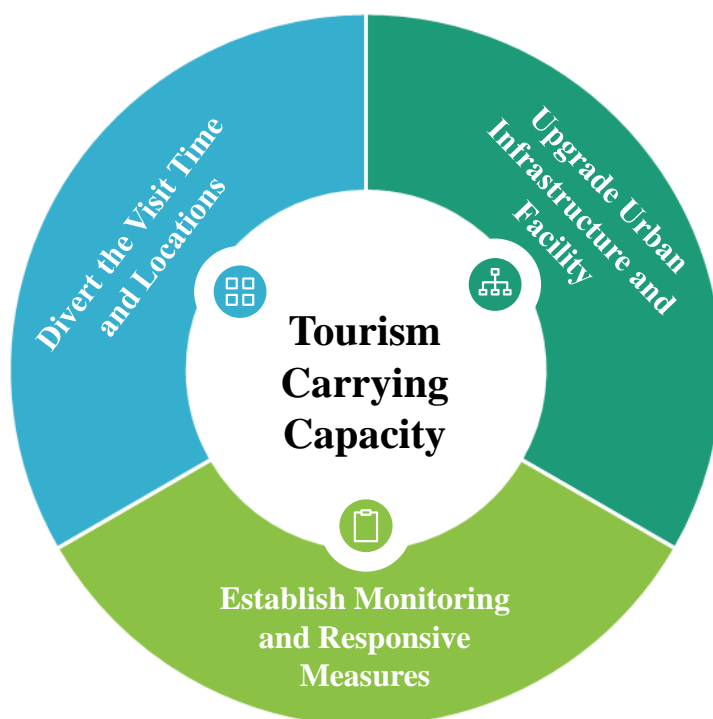 Divert the Visit Time
and Locations
Upgrade Urban
Infrastructure and
Facility
Tourism
Carrying
Capacity
Establish Monitoring
and Responsive
Measures